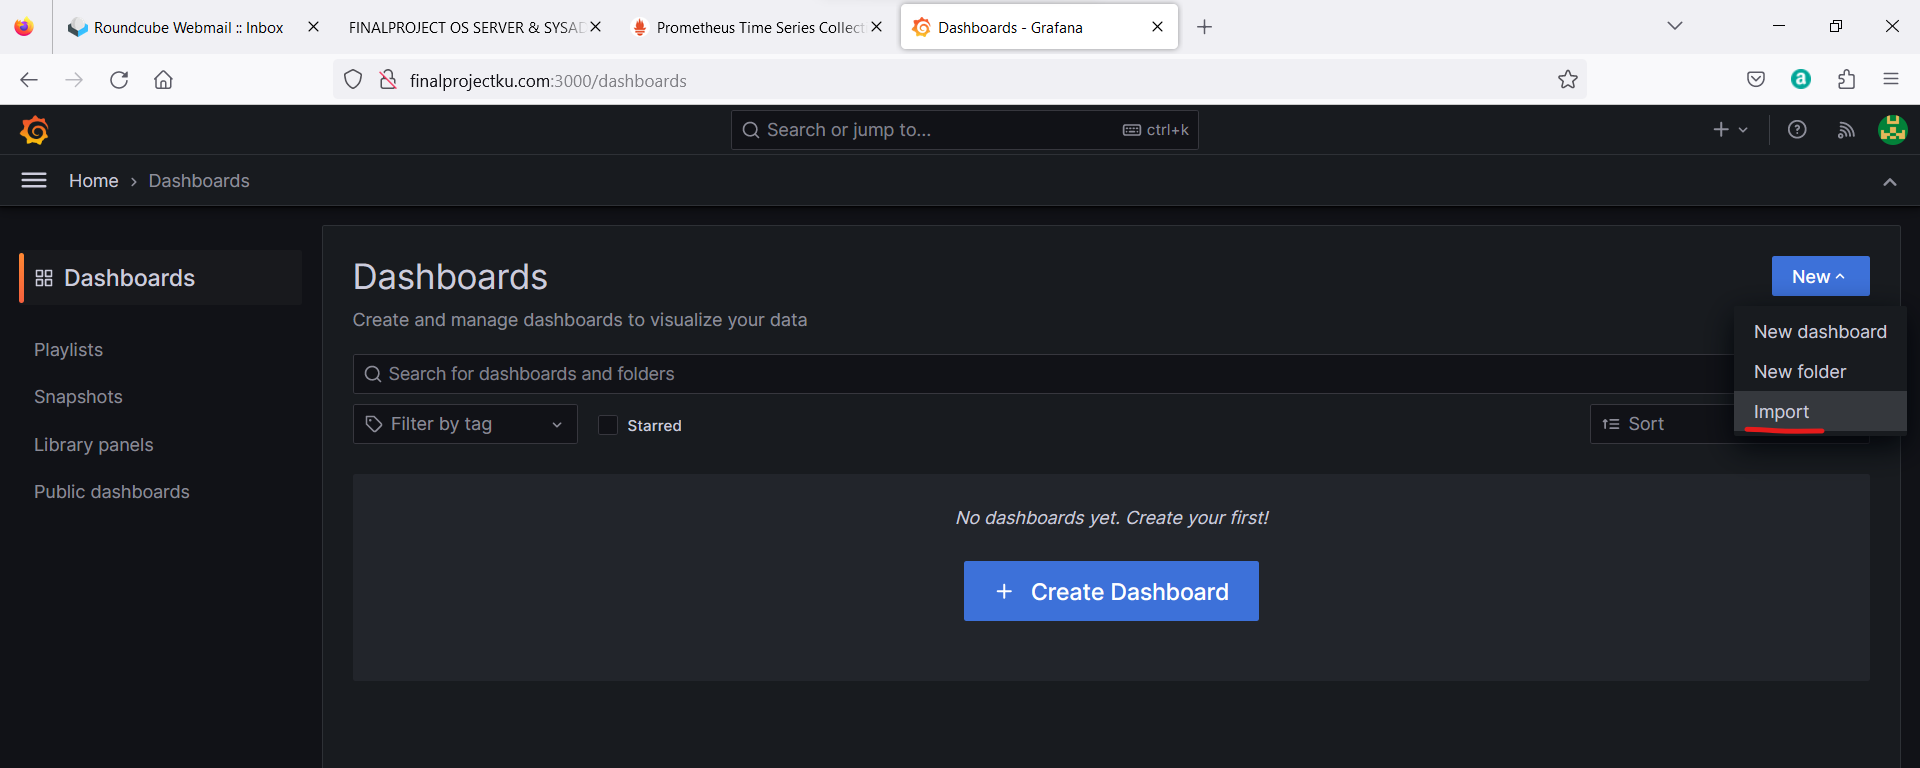 Roundcube Webmail :: Inbox
FINALPROJECT OS SERVER & SYSAD
Prometheus Time Series Collect
Dashboards - Grafana
finalprojectku.com:3000/dashboards
a
Search or jump to...
ctrl+k
Home › Dashboards
Dashboards
Playlists
Snapshots
Library panels
Public dashboards
Dashboards
Create and manage dashboards to visualize your data
New
New dashboard
New folder
Import
Search for dashboards and folders
Filter by tag
Starred
Sort
No dashboards yet. Create your first!
+ Create Dashboard